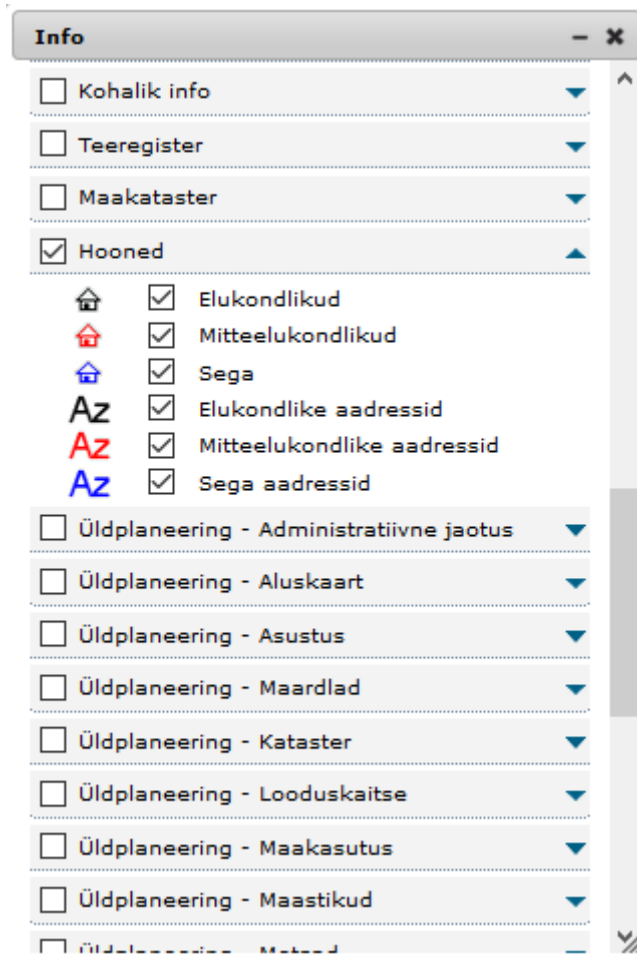 Info
Kohalik info
Teeregister
Maakataster
Hooned
Elukondlikud
Mitteelukondlikud
Sega
Az Elukondlike aadressid
Az Mitteelukondlike aadressid
Az Sega aadressid
Üldplaneering - Administratiivne jaotus
Üldplaneering - Aluskaart
Üldplaneering - Asustus
Üldplaneering - Maardlad
Üldplaneering - Kataster
Üldplaneering - Looduskaitse
Üldplaneering - Maakasutus
Üldplaneering - Maastikud
Üldplaneering -